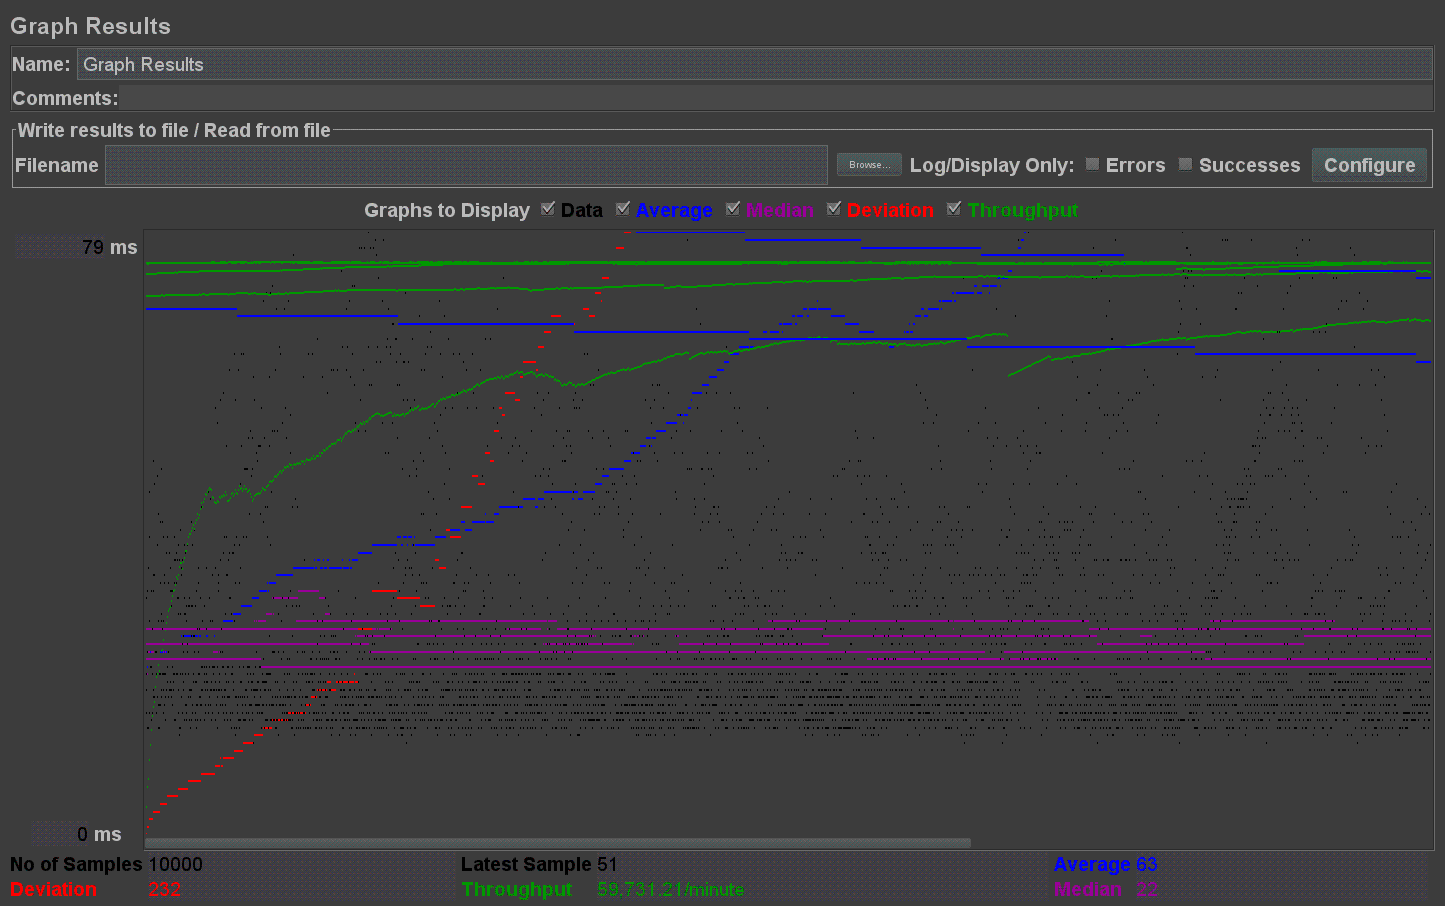 Graph Results
Name: Graph Results
Comments:
Write results to file / Read from file
Filename Browse... Log/Display Only: Errors Successes Configure
Graphs to Display Data Average Median Deviation Throughput
79 ms
0 ms
No of Samples 10000 Latest Sample 51 Average 63
Deviation 232 Throughput 58,731.21/minute Median 22